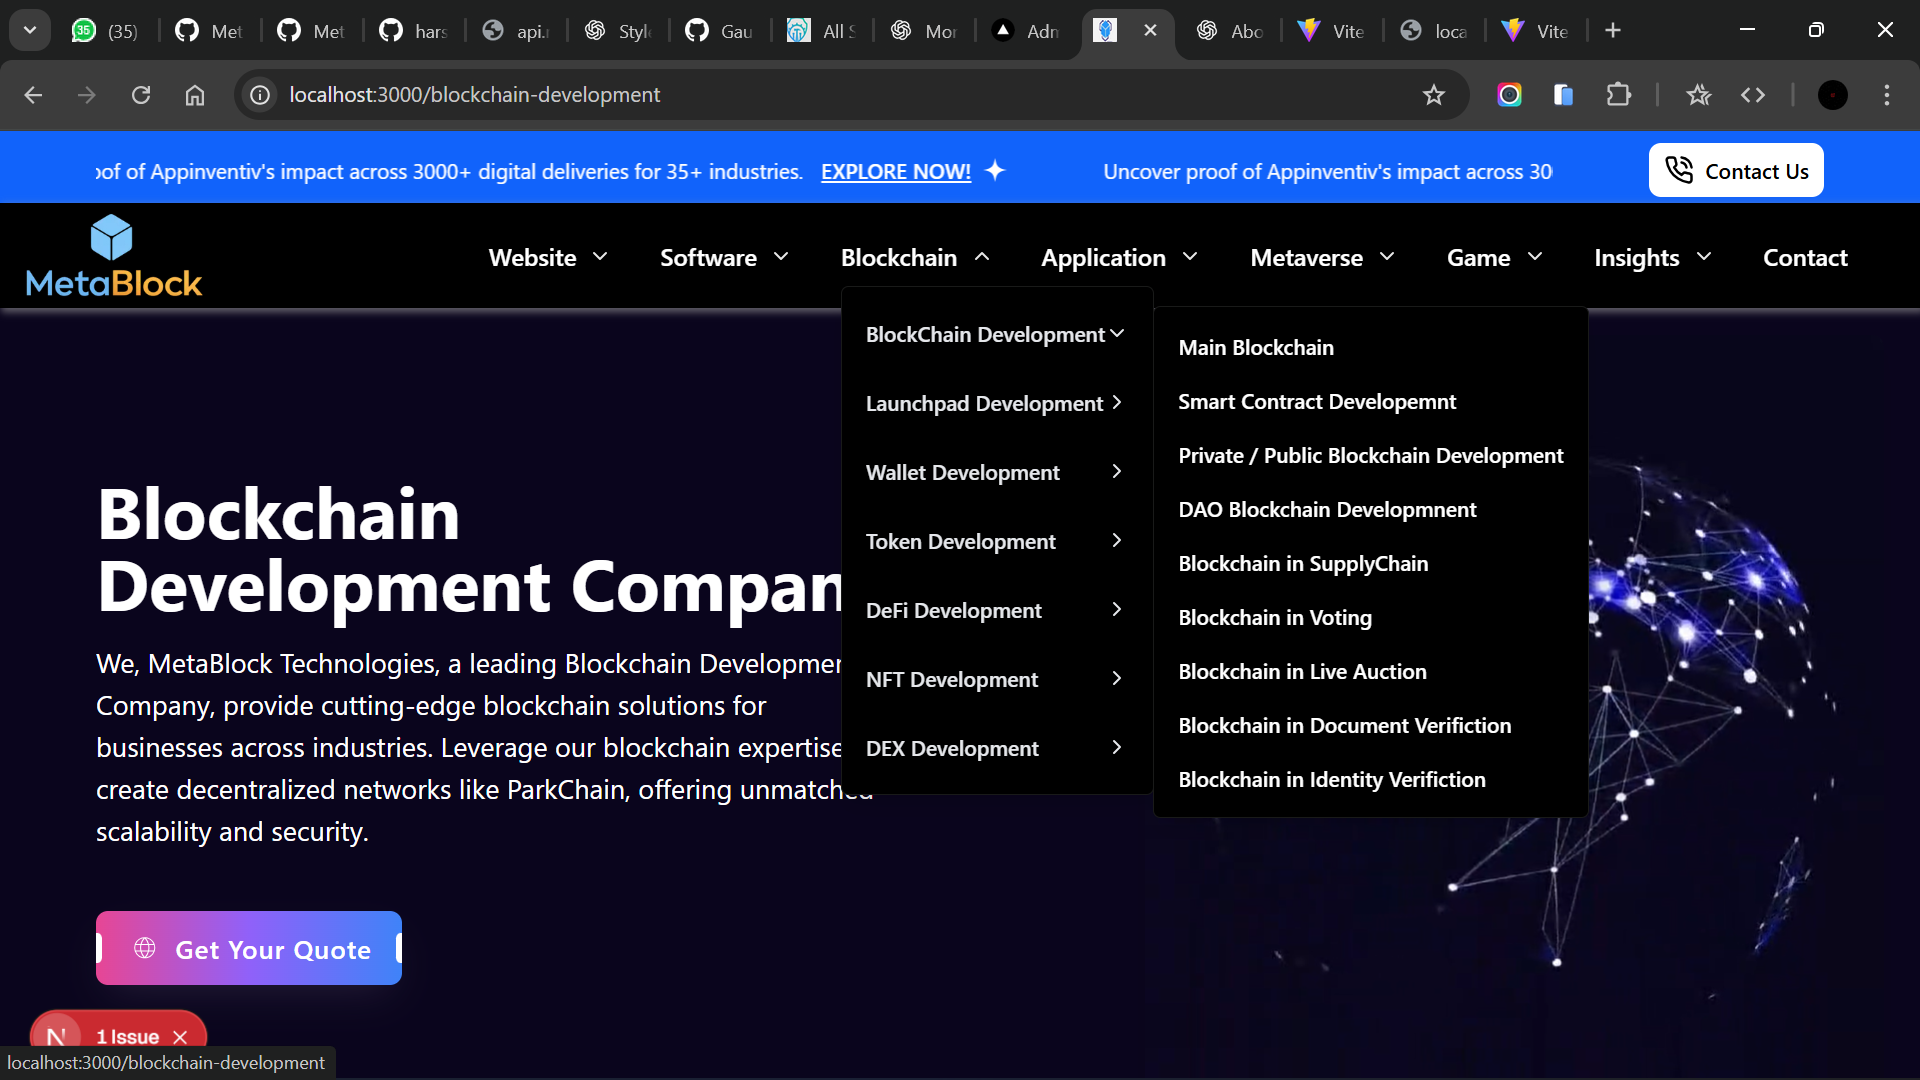 (35)
Met
Met
hars
api.r
Style
Gau
All S
Mor
Adn
Abo
Vite
loca
Vite
localhost:3000/blockchain-development
oof of Appinventiv's impact across 3000+ digital deliveries for 35+ industries. EXPLORE NOW!
Uncover proof of Appinventiv's impact across 30
Contact Us
MetaBlock
Website
Software
Blockchain
Application
Metaverse
Game
Insights
Contact
BlockChain Development
Launchpad Development
Wallet Development
Token Development
DeFi Development
NFT Development
DEX Development
Main Blockchain
Smart Contract Developemnt
Private / Public Blockchain Development
DAO Blockchain Developmnent
Blockchain in SupplyChain
Blockchain in Voting
Blockchain in Live Auction
Blockchain in Document Verifiction
Blockchain in Identity Verifiction
Blockchain
Development Compan
We, MetaBlock Technologies, a leading Blockchain Developmen
Company, provide cutting-edge blockchain solutions for
businesses across industries. Leverage our blockchain expertise
create decentralized networks like ParkChain, offering unmatched
scalability and security.
Get Your Quote
N 1 Issue
localhost:3000/blockchain-development